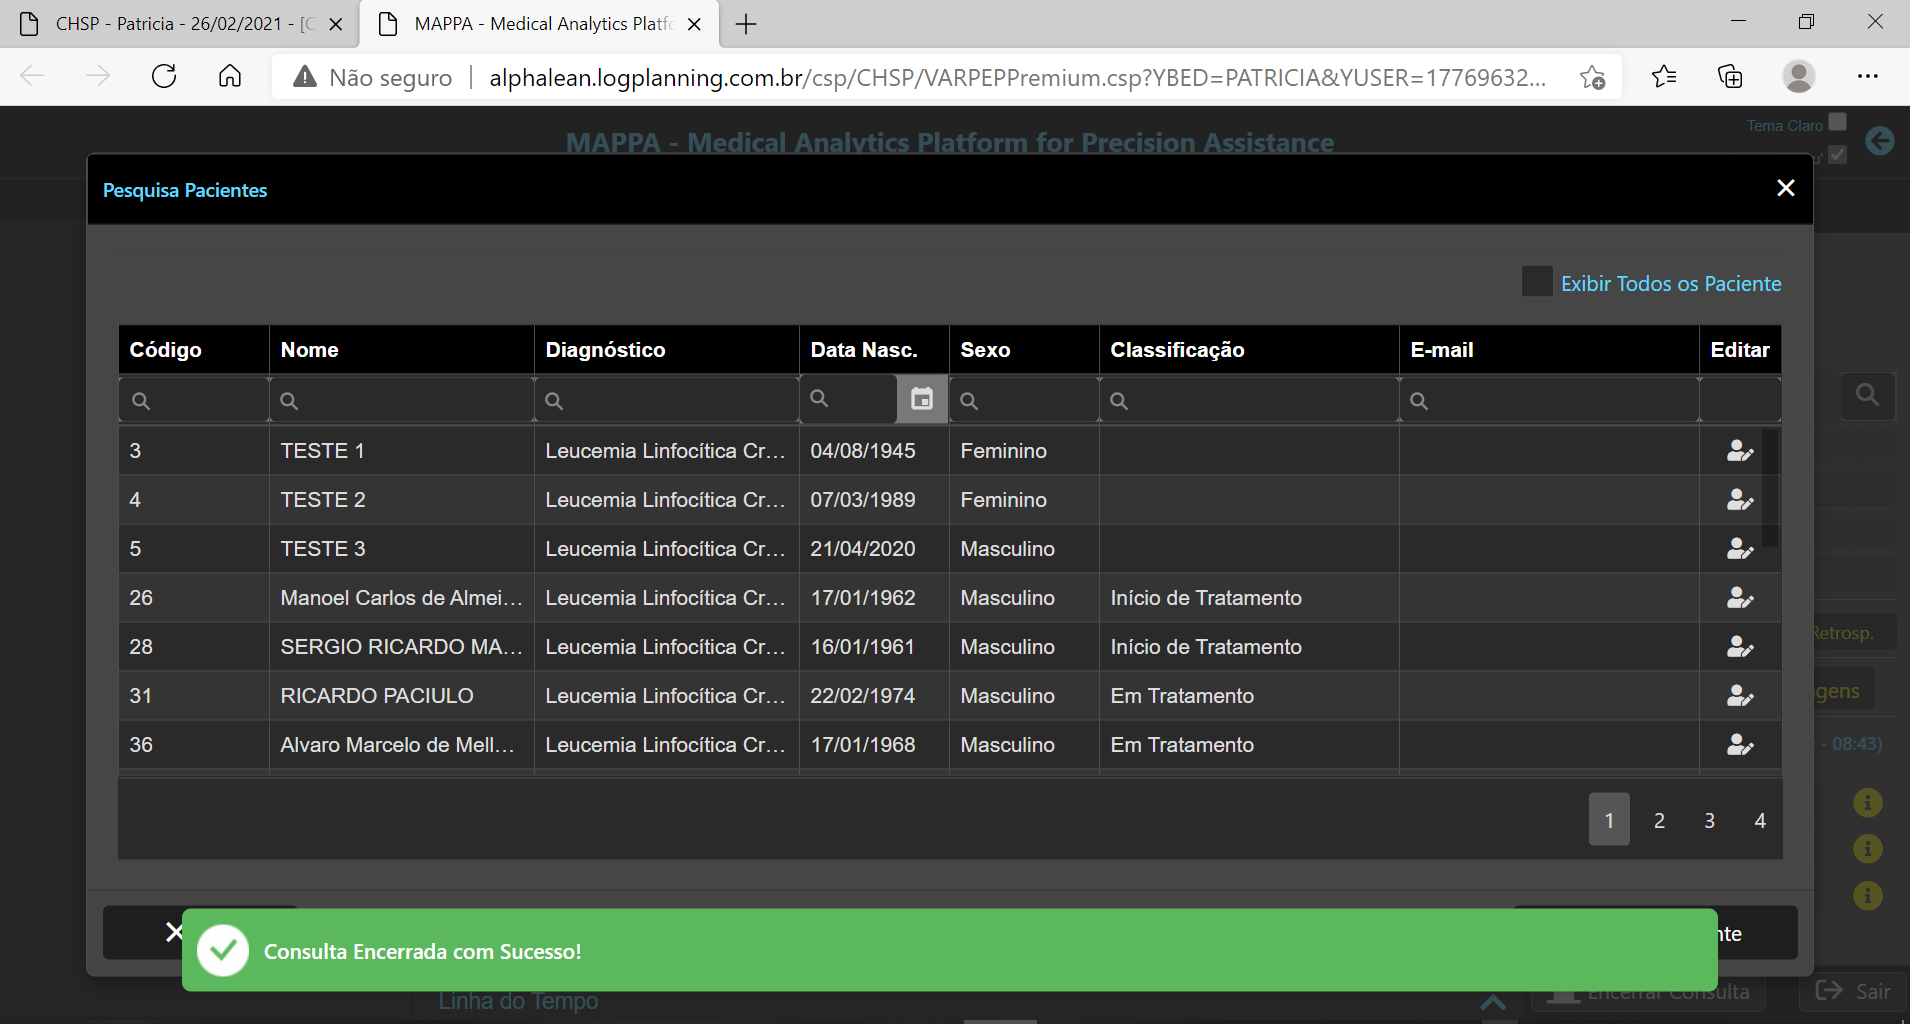 CHSP - Patricia - 26/02/2021 - [C
MAPPA - Medical Analytics Platfo
Não seguro
alphalean.logplanning.com.br/csp/CHSP/VARPEPPremium.csp?YBED=PATRICIA&YUSER=17769632...
MAPPA - Medical Analytics Platform for Precision Assistance
Tema Claro
Pesquisa Pacientes
Exibir Todos os Paciente
Código Nome Diagnóstico Data Nasc. Sexo Classificação E-mail Editar
3 TESTE 1 Leucemia Linfocítica Cr... 04/08/1945 Feminino
4 TESTE 2 Leucemia Linfocítica Cr... 07/03/1989 Feminino
5 TESTE 3 Leucemia Linfocítica Cr... 21/04/2020 Masculino
26 Manoel Carlos de Almei... Leucemia Linfocítica Cr... 17/01/1962 Masculino Início de Tratamento
28 SERGIO RICARDO MA... Leucemia Linfocítica Cr... 16/01/1961 Masculino Início de Tratamento
31 RICARDO PACIULO Leucemia Linfocítica Cr... 22/02/1974 Masculino Em Tratamento
36 Alvaro Marcelo de Mell... Leucemia Linfocítica Cr... 17/01/1968 Masculino Em Tratamento
Retrosp.
gens
- 08:43)
1 2 3 4
nte
Consulta Encerrada com Sucesso!
Linha do Tempo
Encerrar Consulta
Sair